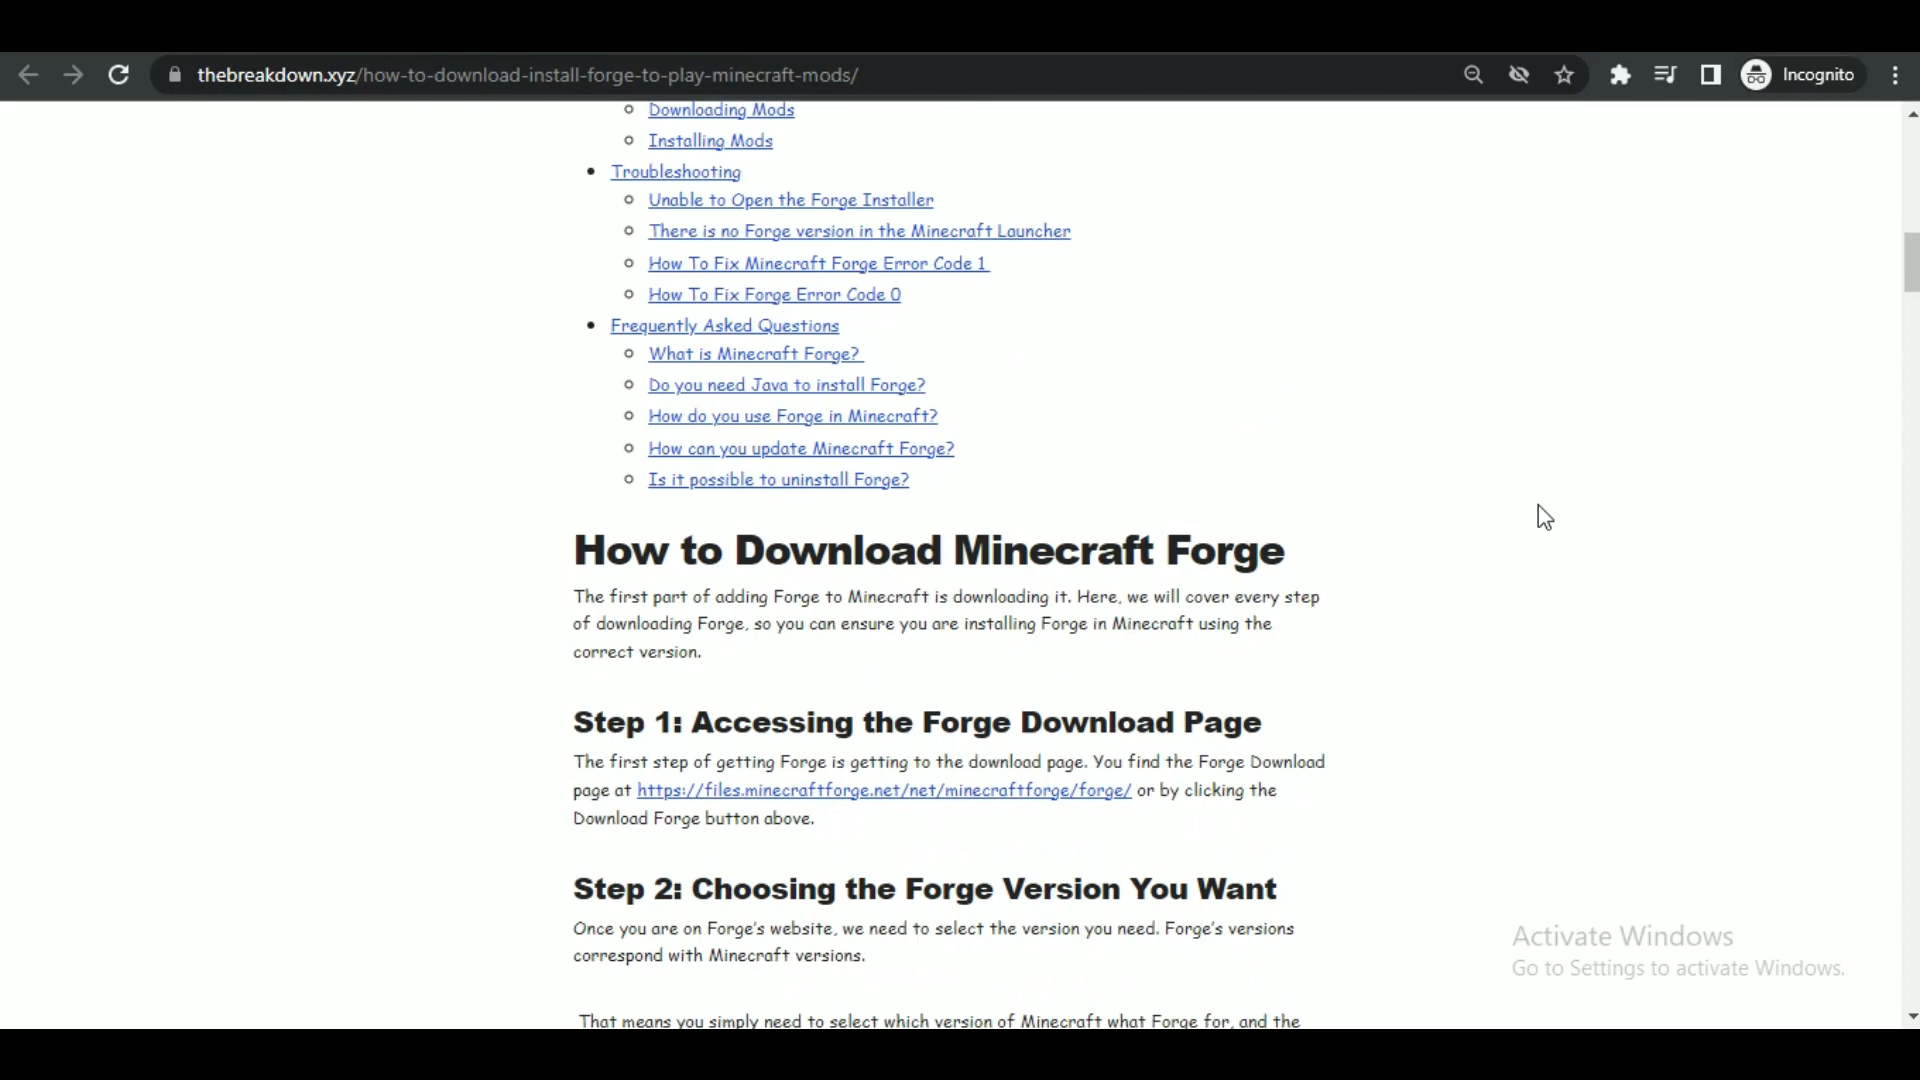 thebreakdown.xyz/how-to-download-install-forge-to-play-minecraft-mods/
Incognito
Downloading Mods
Installing Mods
Troubleshooting
Unable to Open the Forge Installer
There is no Forge version in the Minecraft Launcher
How To Fix Minecraft Forge Error Code 1
How To Fix Forge Error Code 0
Frequently Asked Questions
What is Minecraft Forge?
Do you need Java to install Forge?
How do you use Forge in Minecraft?
How can you update Minecraft Forge?
Is it possible to uninstall Forge?
How to Download Minecraft Forge
The first part of adding Forge to Minecraft is downloading it. Here, we will cover every step
of downloading Forge, so you can ensure you are installing Forge in Minecraft using the
correct version.
Step 1: Accessing the Forge Download Page
The first step of getting Forge is getting to the download page. You find the Forge Download
page at https://files.minecraftforge.net/net/minecraftforge/forge/ or by clicking the
Download Forge button above.
Step 2: Choosing the Forge Version You Want
Once you are on Forge's website, we need to select the version you need. Forge's versions
correspond with Minecraft versions.
That means you simply need to select which version of Minecraft what Forge for, and the
Activate Windows
Go to Settings to activate Windows.